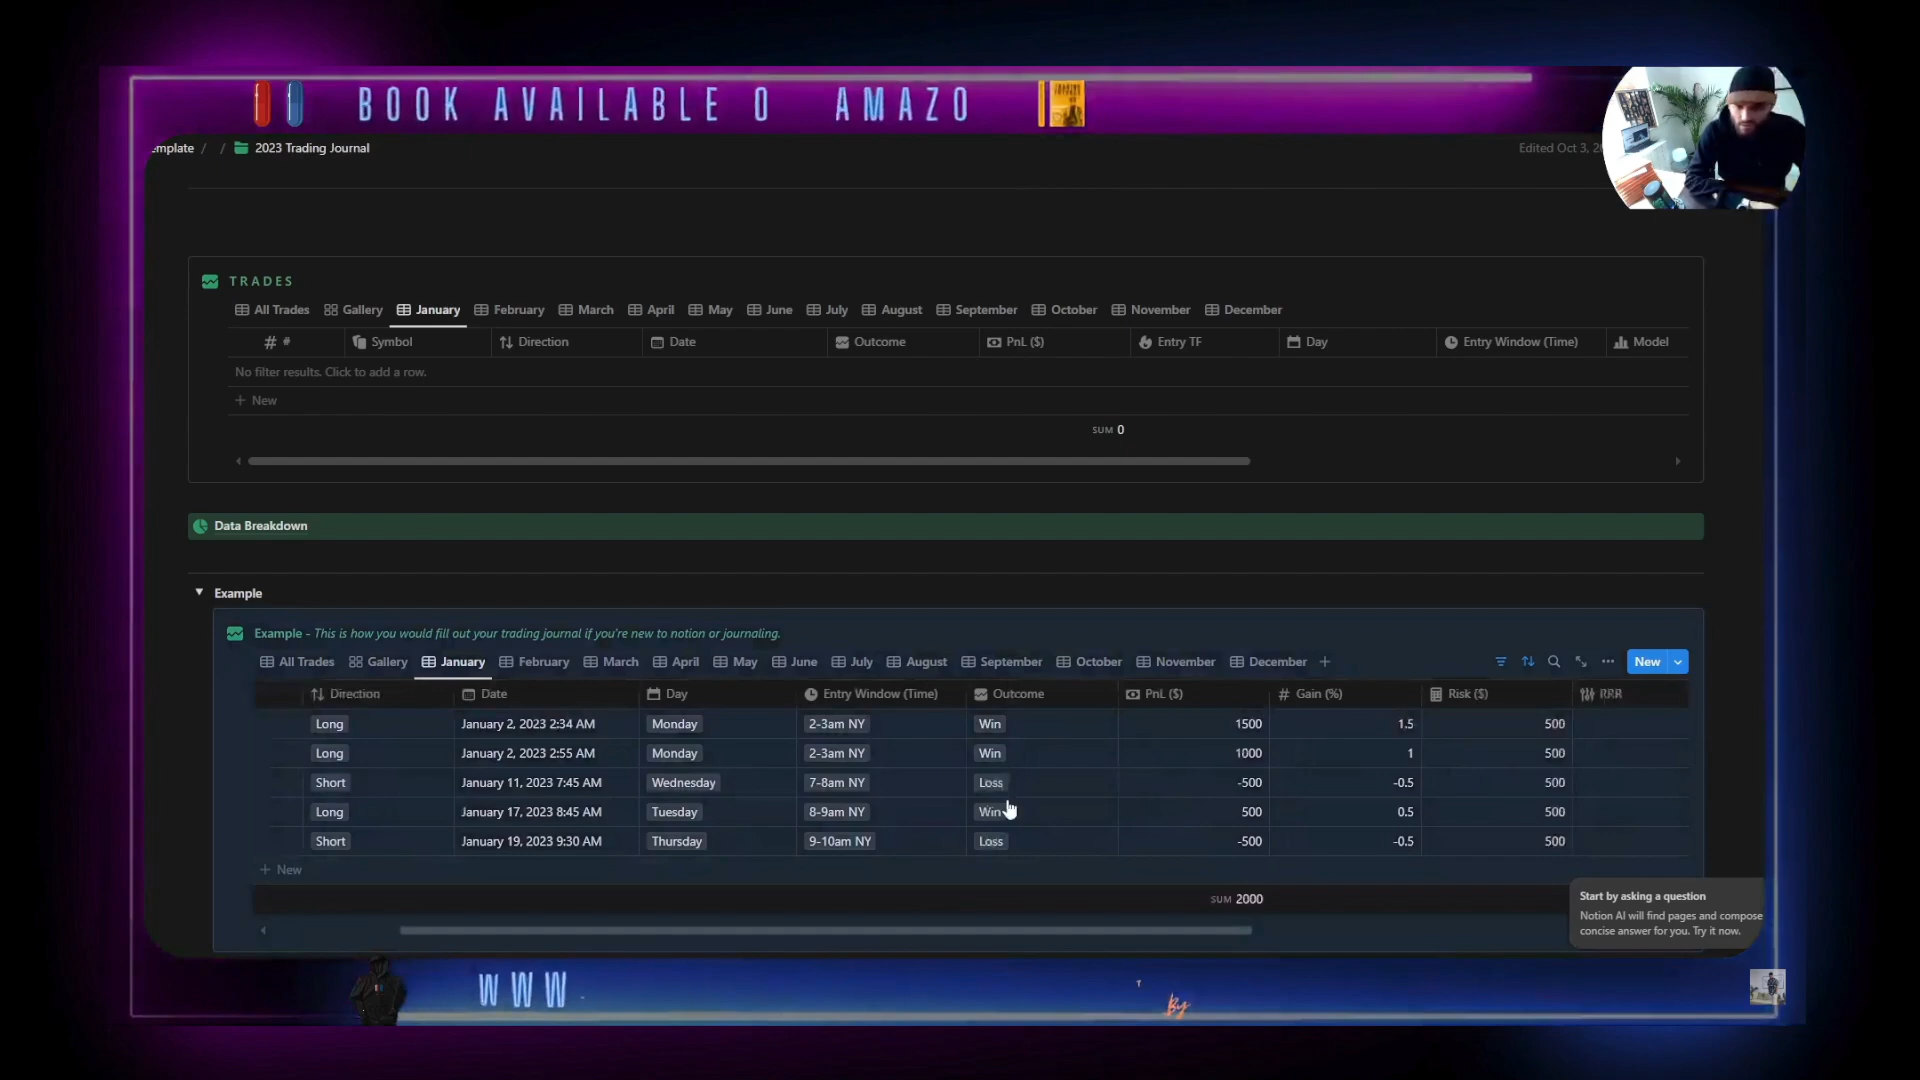 BOOK AVAILABLE O AMAZO
emplate / / 2023 Trading Journal
Edited Oct 3, 2
TRADES
All Trades Gallery January February March April May June July August September October November December
# # Symbol Direction Date Outcome PnL ($) Entry TF Day Entry Window (Time) Model
No filter results. Click to add a row.
+ New
SUM 0
Data Breakdown
Example
Example - This is how you would fill out your trading journal if you're new to notion or journaling.
All Trades Gallery January February March April May June July August September October November December +
New
Direction Date Day Entry Window (Time) Outcome PnL ($) # Gain (%) Risk ($) RRR
Long January 2, 2023 2:34 AM Monday 2-3am NY Win 1500 1.5 500
Long January 2, 2023 2:55 AM Monday 2-3am NY Win 1000 1 500
Short January 11, 2023 7:45 AM Wednesday 7-8am NY Loss -500 -0.5 500
Long January 17, 2023 8:45 AM Tuesday 8-9am NY Win 500 0.5 500
Short January 19, 2023 9:30 AM Thursday 9-10am NY Loss -500 -0.5 500
+ New
SUM 2000
Start by asking a question
Notion AI will find pages and compose
concise answer for you. Try it now.
WWW.
T
By